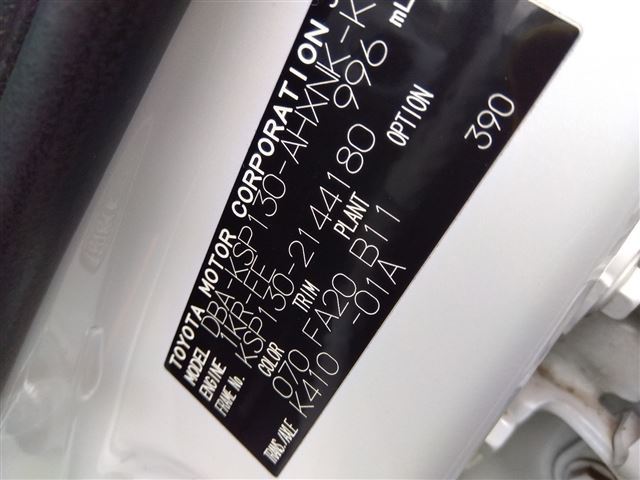 TOYOTA MOTOR CORPORATION
MODEL DBA-KSP130-AHXNK-K
ENGINE 1KR-FE 996 mL
FRAME No. KSP130-2144180
COLOR TRIM PLANT OPTION
070 FA20 B11
TRANS./AXLE K410 -01A 390